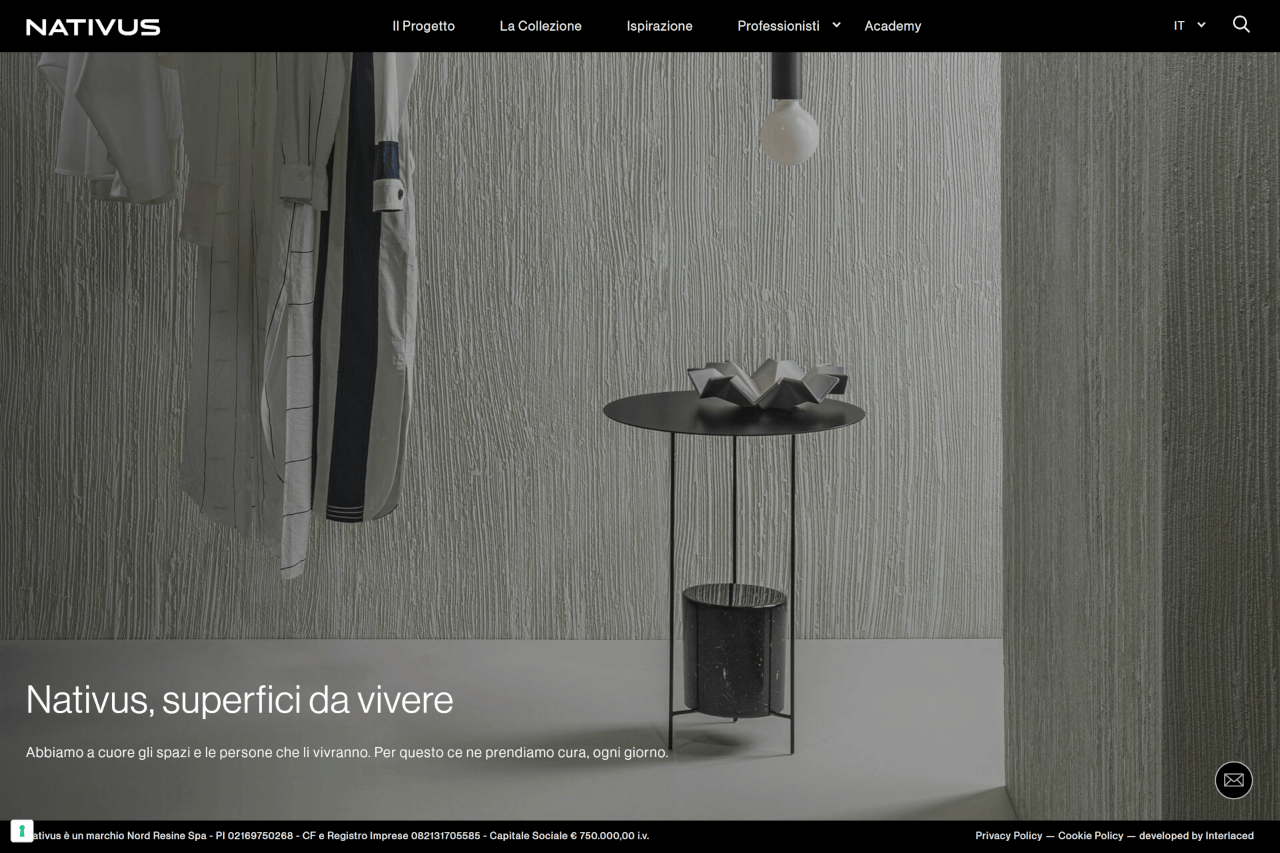 NATIVUS
Il Progetto
La Collezione
Ispirazione
Professionisti
Academy
IT
Nativus, superfici da vivere
Abbiamo a cuore gli spazi e le persone che li vivranno. Per questo ce ne prendiamo cura, ogni giorno.
ativus è un marchio Nord Resine Spa - PI 02169750268 - CF e Registro Imprese 082131705585 - Capitale Sociale € 750.000,00 i.v.
Privacy Policy — Cookie Policy — developed by Interlaced